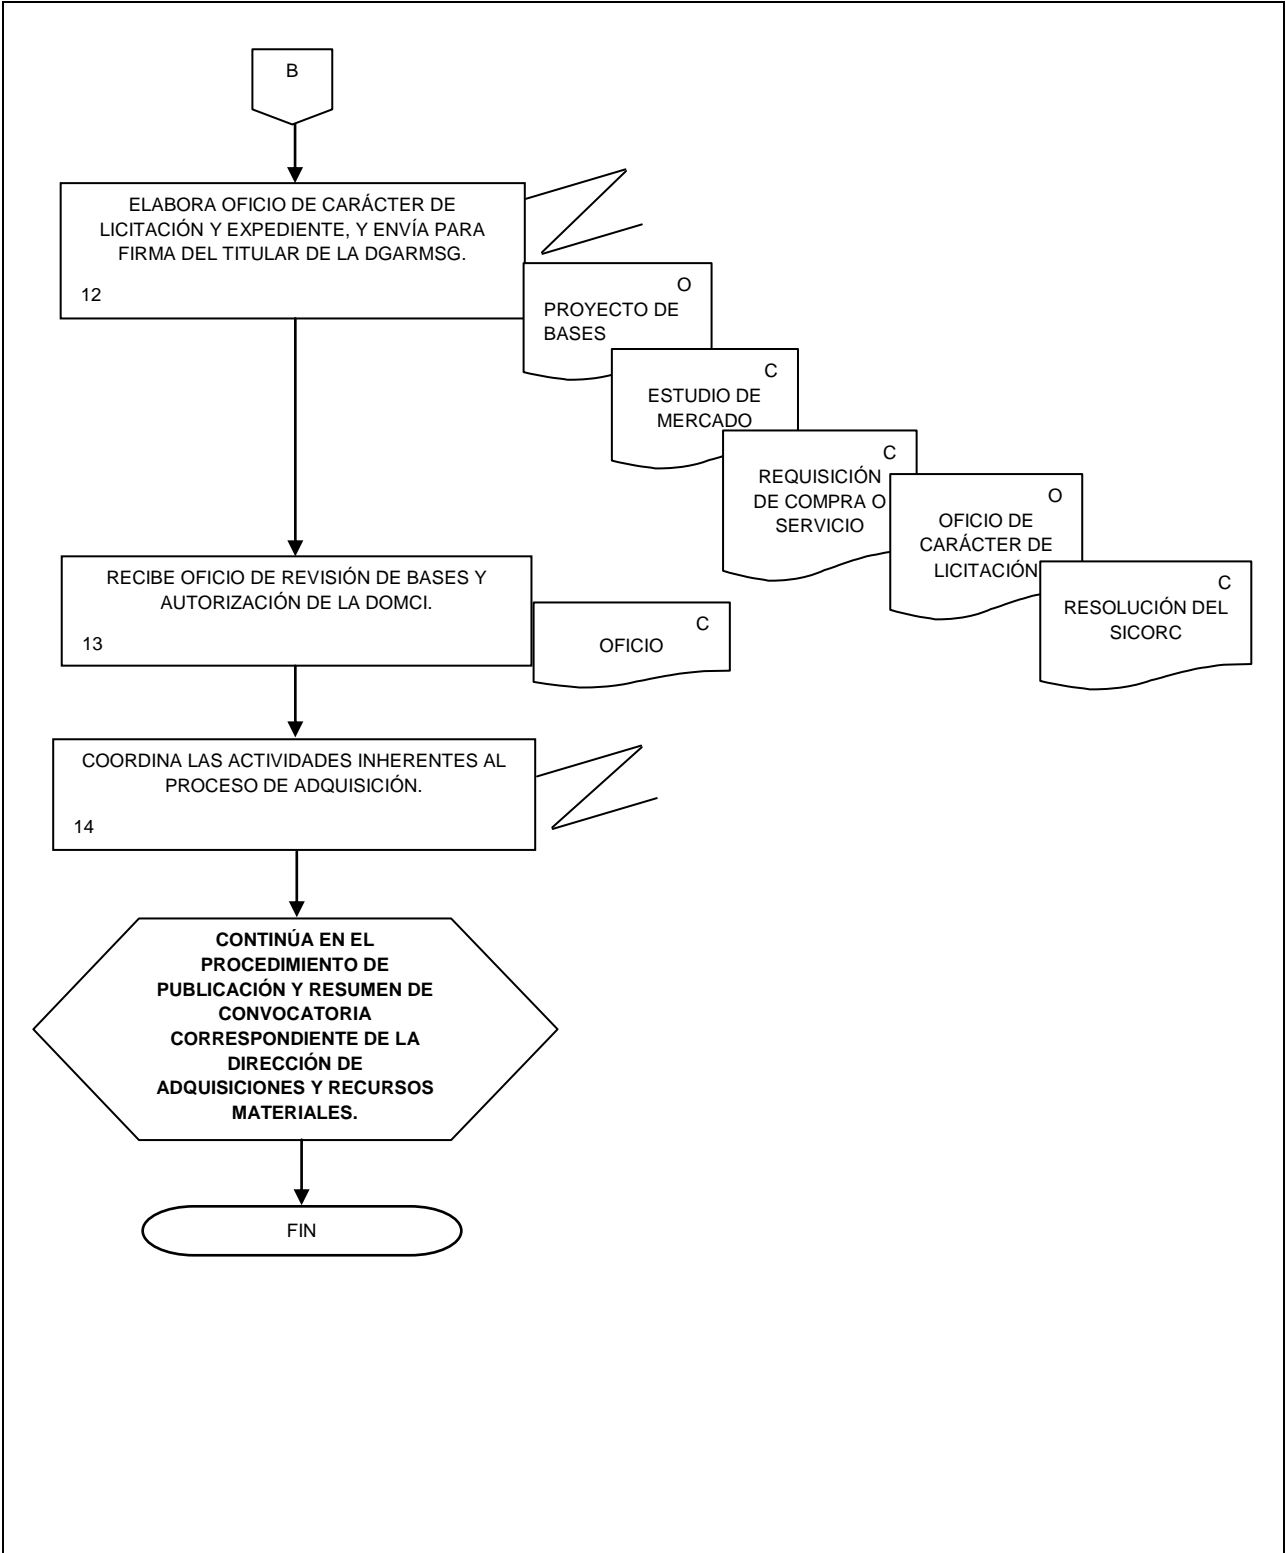 B
ELABORA OFICIO DE CARÁCTER DE
LICITACIÓN Y EXPEDIENTE, Y ENVÍA PARA
FIRMA DEL TITULAR DE LA DGARMSG.
12
O
PROYECTO DE
BASES
C
ESTUDIO DE
MERCADO
C
REQUISICIÓN
DE COMPRA O
SERVICIO
O
OFICIO DE
CARÁCTER DE
LICITACIÓN
C
RESOLUCIÓN DEL
SICORC
RECIBE OFICIO DE REVISIÓN DE BASES Y
AUTORIZACIÓN DE LA DOMCI.
13
C
OFICIO
COORDINA LAS ACTIVIDADES INHERENTES AL
PROCESO DE ADQUISICIÓN.
14
CONTINÚA EN EL
PROCEDIMIENTO DE
PUBLICACIÓN Y RESUMEN DE
CONVOCATORIA
CORRESPONDIENTE DE LA
DIRECCIÓN DE
ADQUISICIONES Y RECURSOS
MATERIALES.
FIN